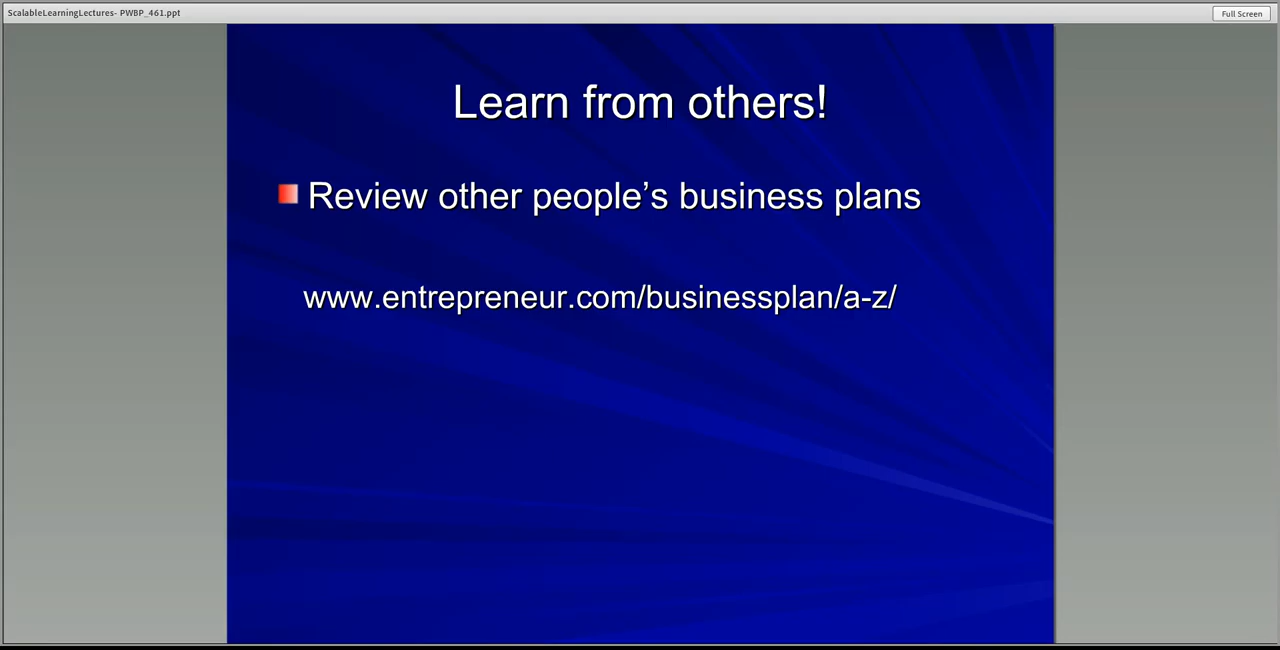 ScalableLearningLectures- PWBP_461.ppt
Full Screen
Learn from others!
Review other people’s business plans
www.entrepreneur.com/businessplan/a-z/